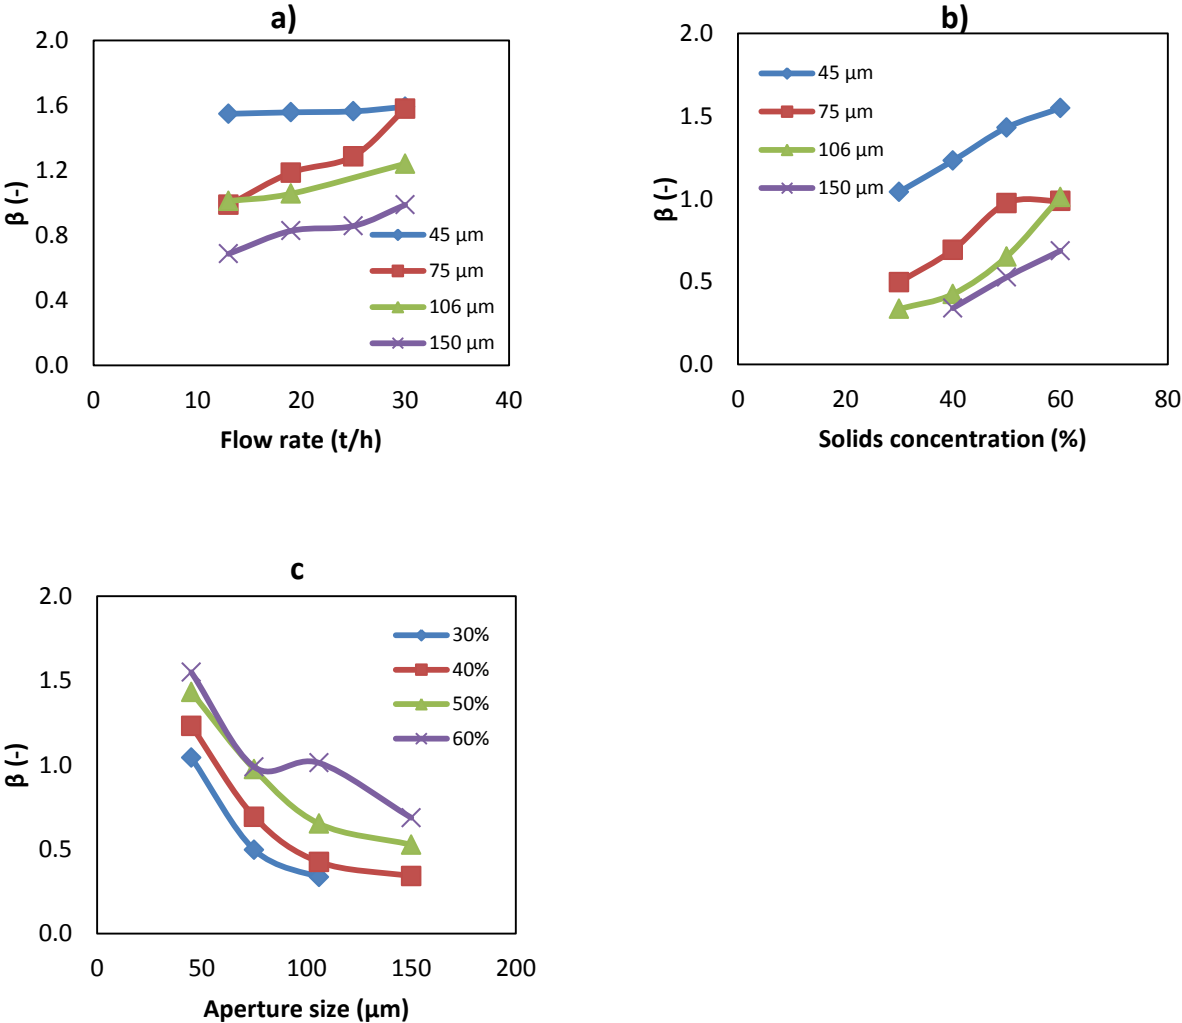 a)
2.0
1.6
1.2
0.8
0.4
0.0
β (-)
45 µm
75 µm
106 µm
150 µm
0 10 20 30 40
Flow rate (t/h)
b)
2.0
1.5
1.0
0.5
0.0
β (-)
45 µm
75 µm
106 µm
150 µm
0 20 40 60 80
Solids concentration (%)
c
2.0
1.5
1.0
0.5
0.0
β (-)
30%
40%
50%
60%
0 50 100 150 200
Aperture size (µm)